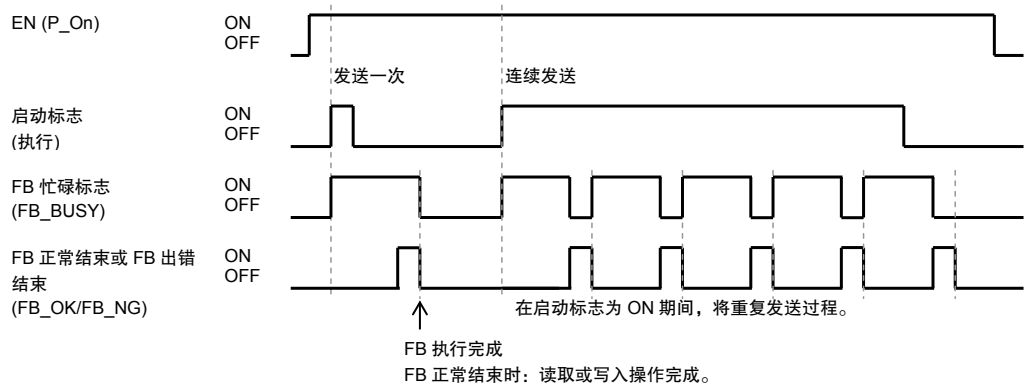 EN (P_On)
ON
OFF
发送一次
连续发送
启动标志
(执行)
ON
OFF
FB 忙碌标志
(FB_BUSY)
ON
OFF
FB 正常结束或 FB 出错
结束
(FB_OK/FB_NG)
ON
OFF
在启动标志为 ON 期间，将重复发送过程。
FB 执行完成
FB 正常结束时：读取或写入操作完成。